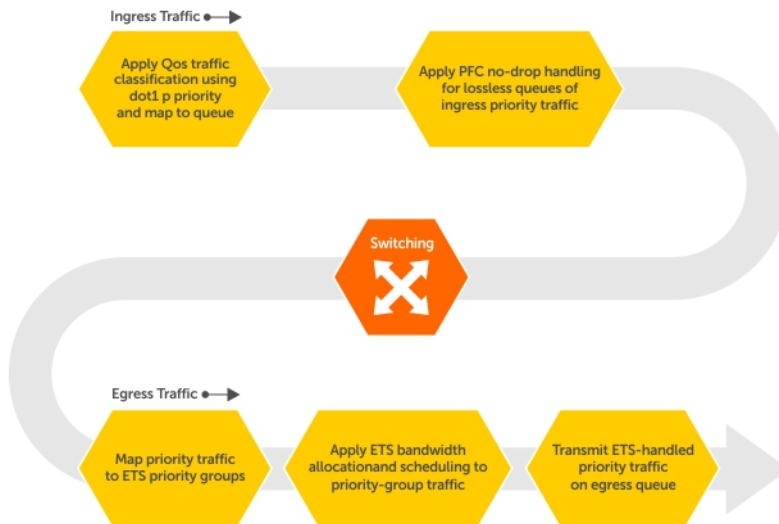 Ingress Traffic
Apply Qos traffic
classification using
dot1 p priority
and map to queue
Apply PFC no-drop handling
for lossless queues of
ingress priority traffic
Switching
Egress Traffic
Map priority traffic
to ETS priority groups
Apply ETS bandwidth
allocationand scheduling to
priority-group traffic
Transmit ETS-handled
priority traffic
on egress queue